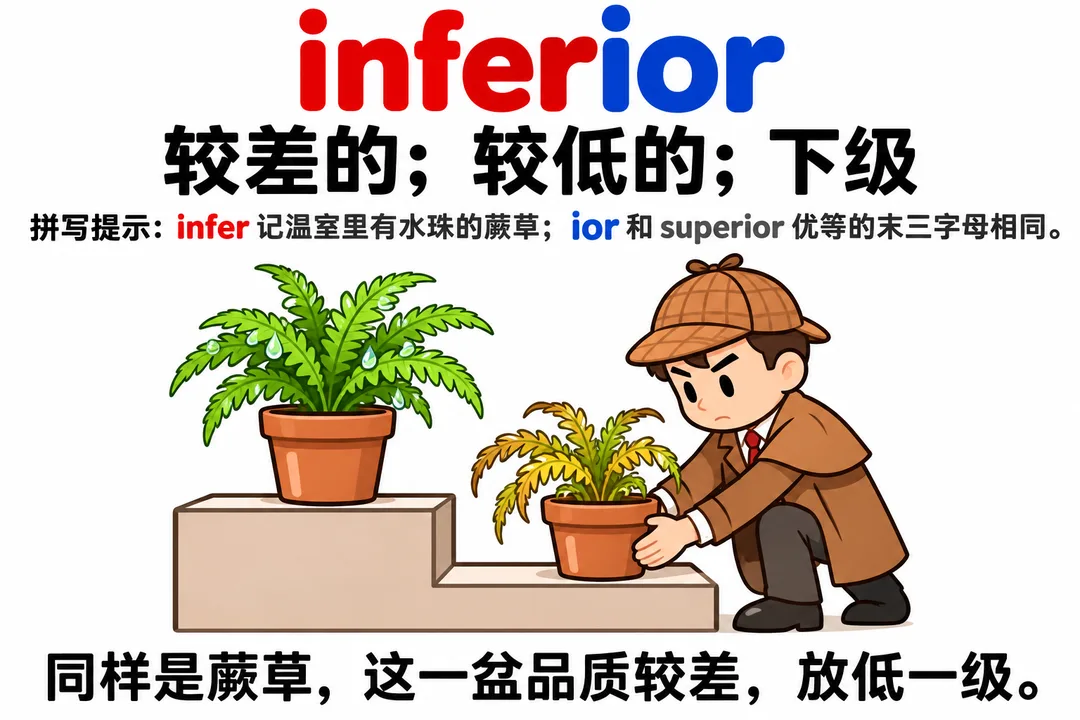 inferior
较差的；较低的；下级
拼写提示：infer 记温室里有水珠的蕨草；ior 和 superior 优等的末三字母相同。
同样是蕨草，这一盆品质较差，放低一级。